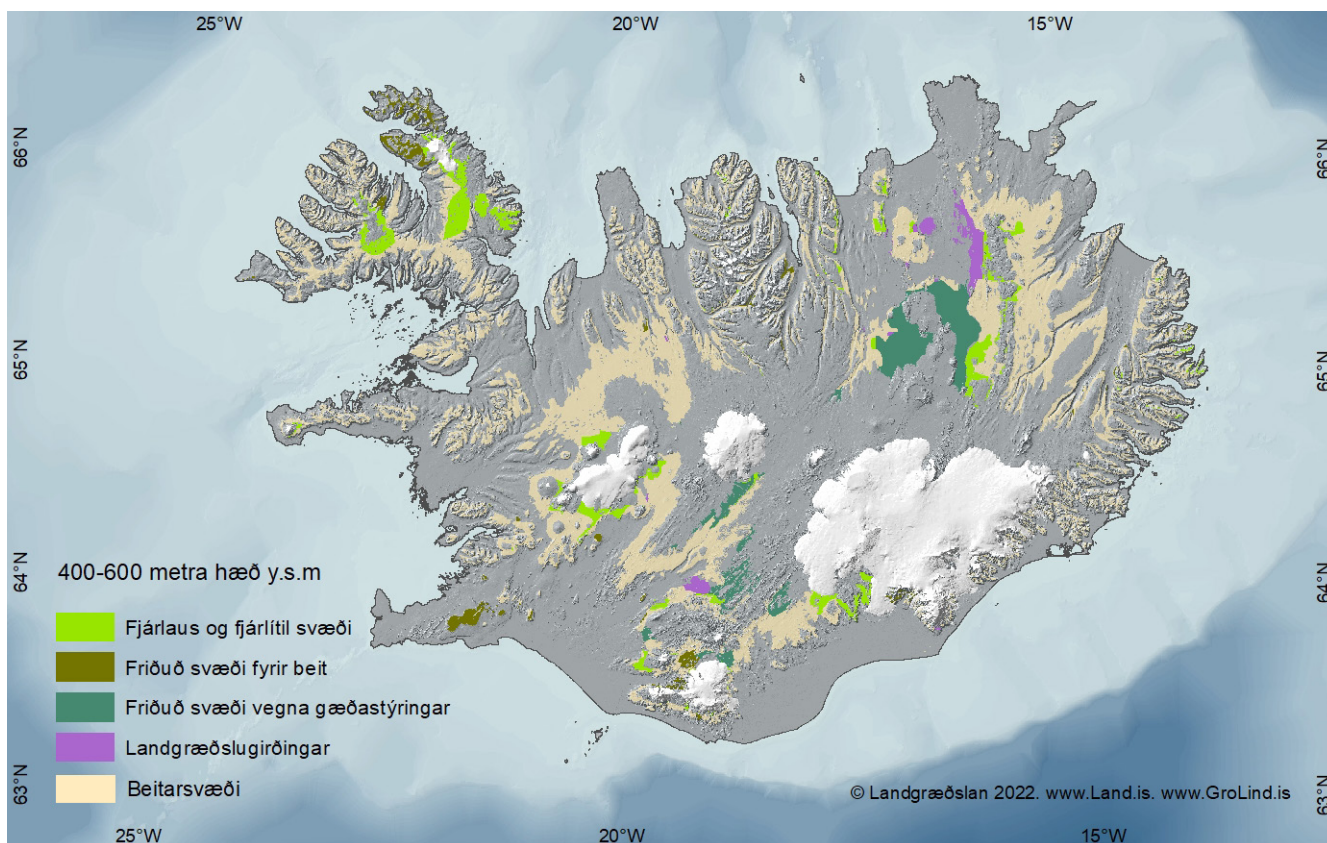 25°W 20°W 15°W
66°N 66°N
65°N 65°N
64°N 64°N
400-600 metra hæð y.s.m
Fjárlaus og fjárlítil svæði
Friðuð svæði fyrir beit
Friðuð svæði vegna gæðastýringar
Landgræðslugirðingar
Beitarsvæði
63°N 63°N
© Landgræðslan 2022. www.Land.is. www.GroLind.is
25°W 20°W 15°W